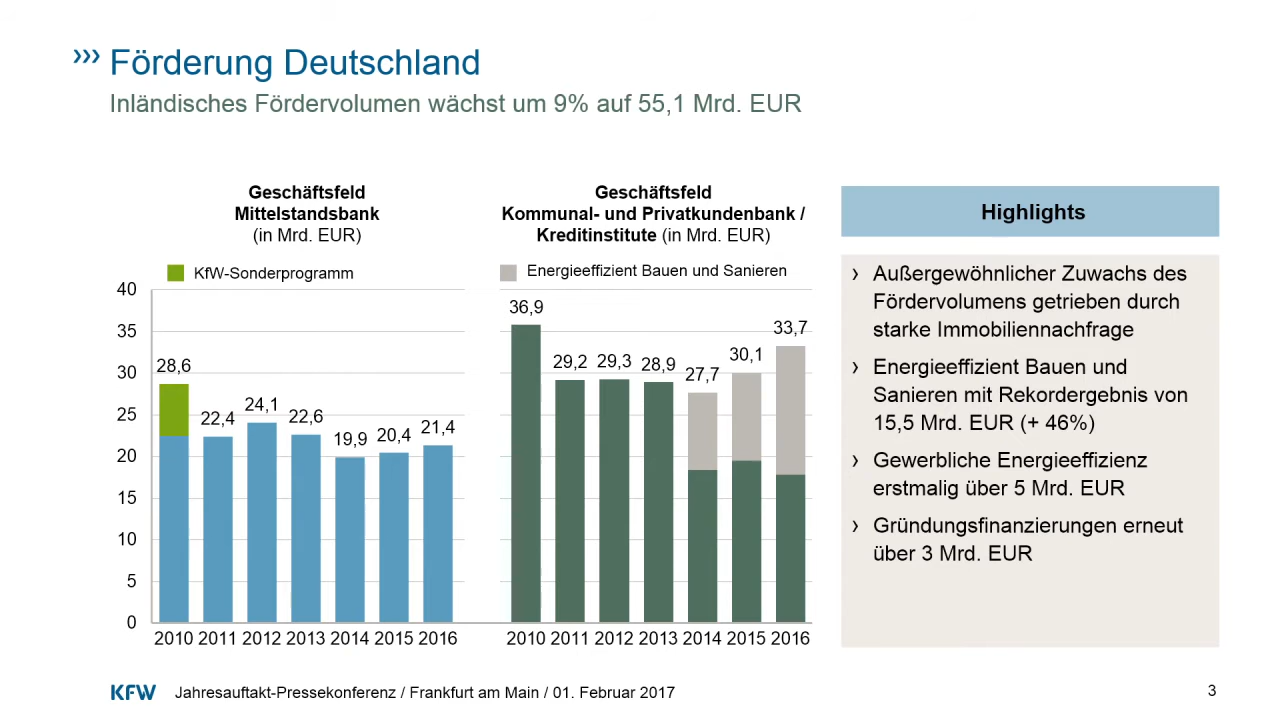 ››› Förderung Deutschland
Inländisches Fördervolumen wächst um 9% auf 55,1 Mrd. EUR
Geschäftsfeld
Mittelstandsbank
(in Mrd. EUR)
KfW-Sonderprogramm
40
35
30
25
20
15
10
5
0
28,6
22,4
24,1
22,6
19,9
20,4
21,4
2010 2011 2012 2013 2014 2015 2016
Geschäftsfeld
Kommunal- und Privatkundenbank /
Kreditinstitute (in Mrd. EUR)
Energieeffizient Bauen und Sanieren
36,9
29,2
29,3
28,9
27,7
30,1
33,7
2010 2011 2012 2013 2014 2015 2016
Highlights
› Außergewöhnlicher Zuwachs des
Fördervolumens getrieben durch
starke Immobiliennachfrage
› Energieeffizient Bauen und
Sanieren mit Rekordergebnis von
15,5 Mrd. EUR (+ 46%)
› Gewerbliche Energieeffizienz
erstmalig über 5 Mrd. EUR
› Gründungsfinanzierungen erneut
über 3 Mrd. EUR
KFW Jahresauftakt-Pressekonferenz / Frankfurt am Main / 01. Februar 2017
3